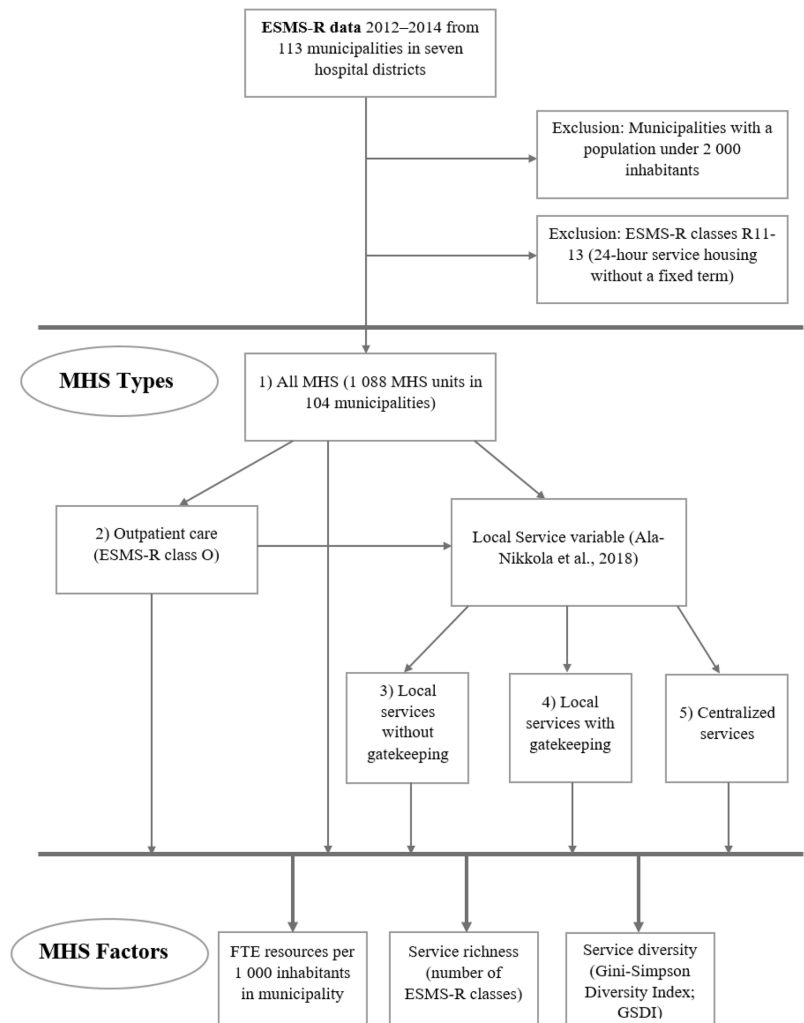 ESMS-R data 2012–2014 from
113 municipalities in seven
hospital districts
Exclusion: Municipalities with a
population under 2 000
inhabitants
Exclusion: ESMS-R classes R11-
13 (24-hour service housing
without a fixed term)
MHS Types
1) All MHS (1 088 MHS units in
104 municipalities)
2) Outpatient care
(ESMS-R class O)
Local Service variable (Ala-
Nikkola et al., 2018)
3) Local
services
without
gatekeeping
4) Local
services with
gatekeeping
5) Centralized
services
MHS Factors
FTE resources per
1 000 inhabitants
in municipality
Service richness
(number of
ESMS-R classes)
Service diversity
(Gini-Simpson
Diversity Index;
GSDI)